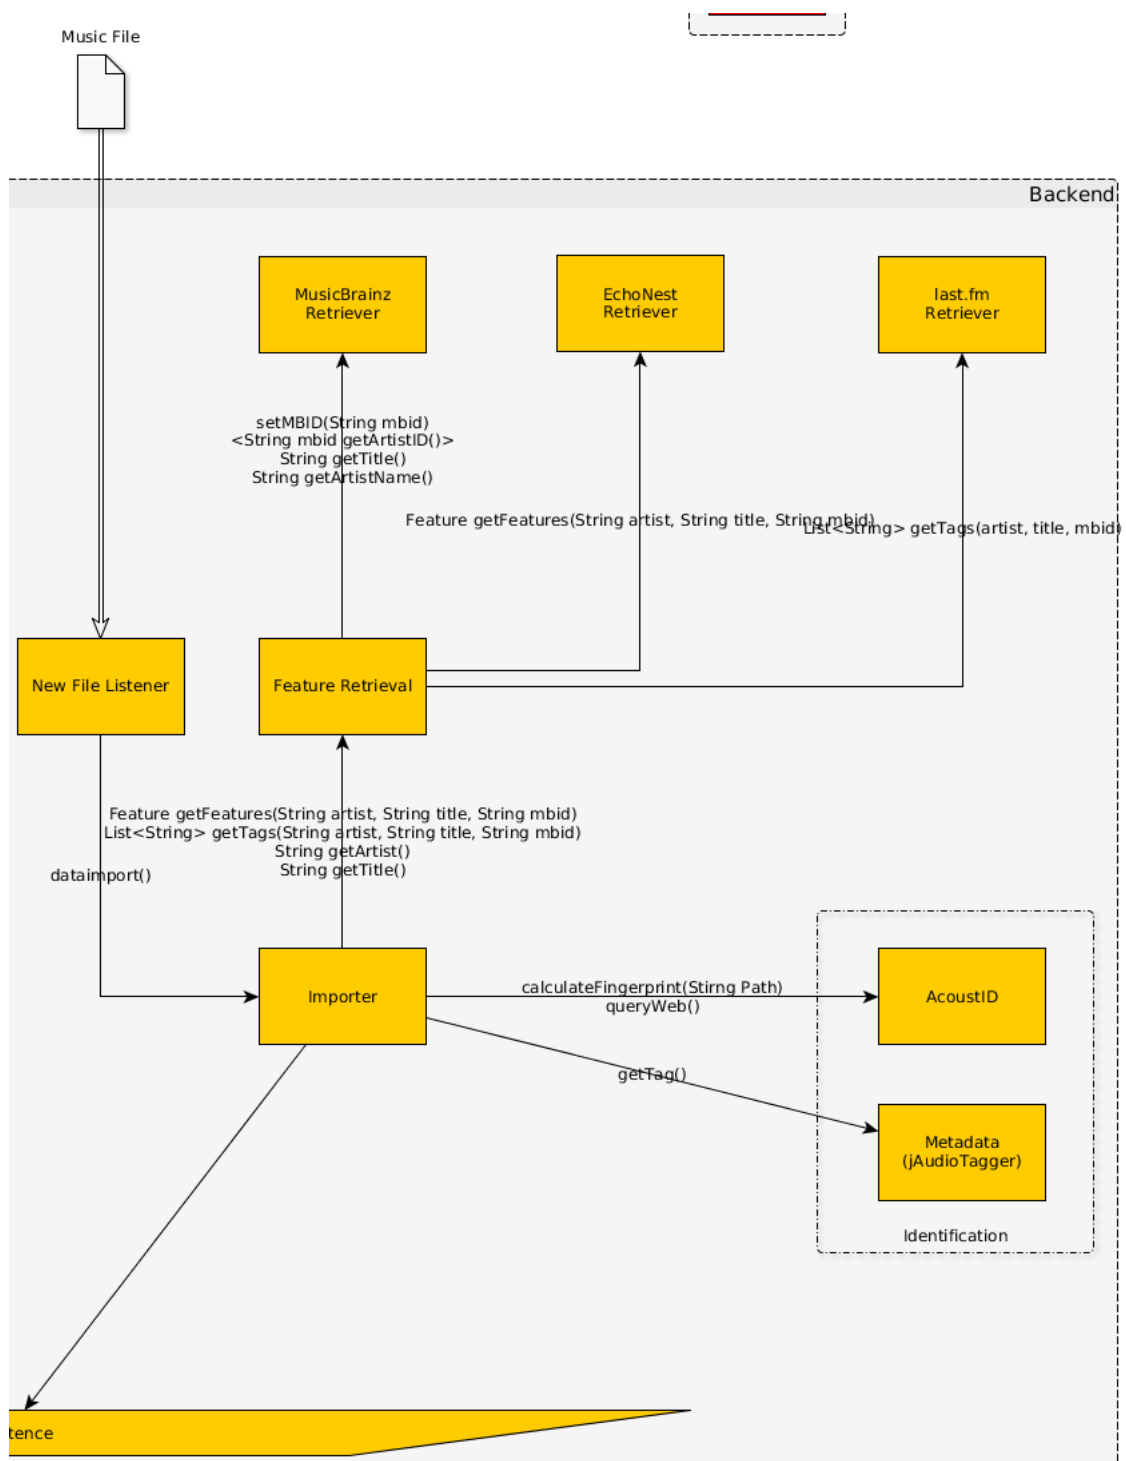 Music File
Backend
MusicBrainz
Retriever
EchoNest
Retriever
last.fm
Retriever
setMBID(String mbid)
<String mbid getArtistID()>
String getTitle()
String getArtistName()
Feature getFeatures(String artist, String title, String mbid)
List<String> getTags(artist, title, mbid)
New File Listener
Feature Retrieval
Feature getFeatures(String artist, String title, String mbid)
List<String> getTags(String artist, String title, String mbid)
String getArtist()
String getTitle()
dataimport()
Importer
calculateFingerprint(Stirng Path)
queryWeb()
AcoustID
getTag()
Metadata
(jAudioTagger)
Identification
tence